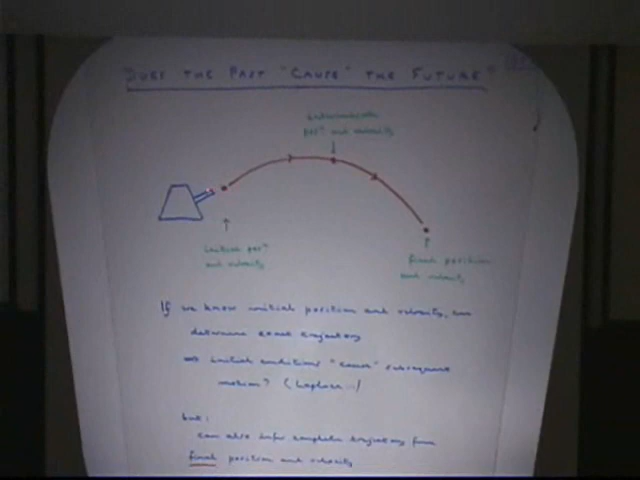 DOES THE PAST "CAUSE" THE FUTURE?
intermediate
posn and velocity
initial posn
and velocity
final position
and velocity
If we know initial position and velocity, can
determine exact trajectory
⇒ initial conditions "cause" subsequent
motion? (Laplace...)
but:
can also infer complete trajectory from
final position and velocity